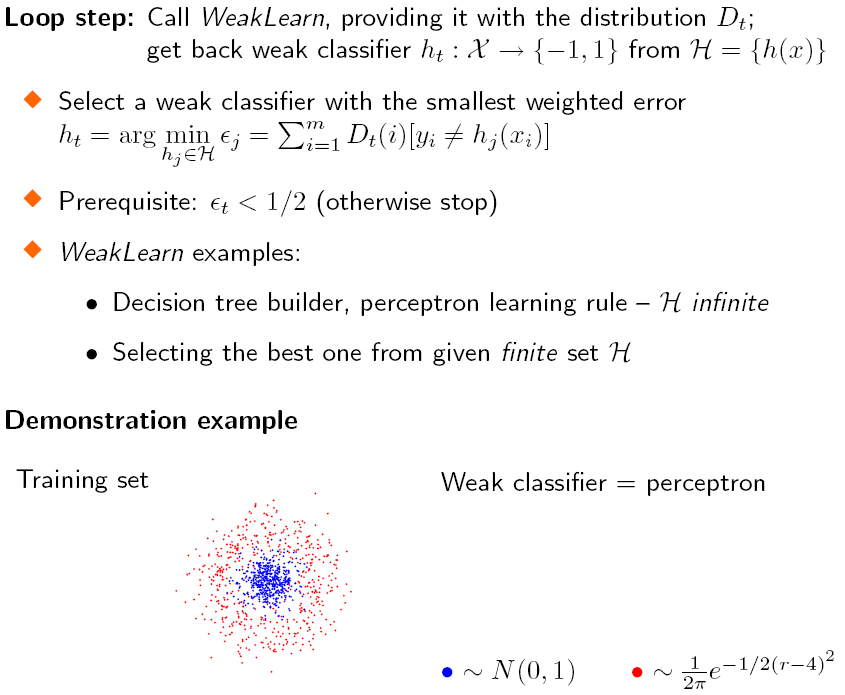 Loop step: Call WeakLearn, providing it with the distribution $D_t$;
get back weak classifier $h_t : \mathcal{X} \to \{-1, 1\}$ from $\mathcal{H} = \{h(x)\}$
◆ Select a weak classifier with the smallest weighted error
$h_t = \arg\min_{h_j \in \mathcal{H}} \epsilon_j = \sum_{i=1}^{m} D_t(i)[y_i \neq h_j(x_i)]$
◆ Prerequisite: $\epsilon_t < 1/2$ (otherwise stop)
◆ WeakLearn examples:
• Decision tree builder, perceptron learning rule – $\mathcal{H}$ infinite
• Selecting the best one from given finite set $\mathcal{H}$
Demonstration example
Training set
Weak classifier = perceptron
• $\sim N(0, 1)$ • $\sim \frac{1}{2\pi} e^{-1/2(r-4)^2}$